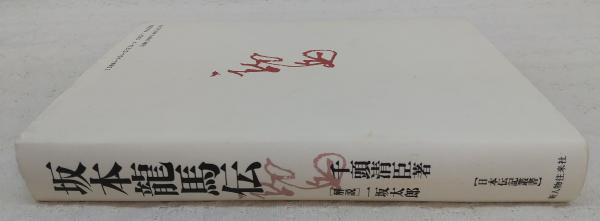 坂本龍馬伝
千頭清臣著
［解説］一坂太郎
［日本伝記叢書］
新人物往来社